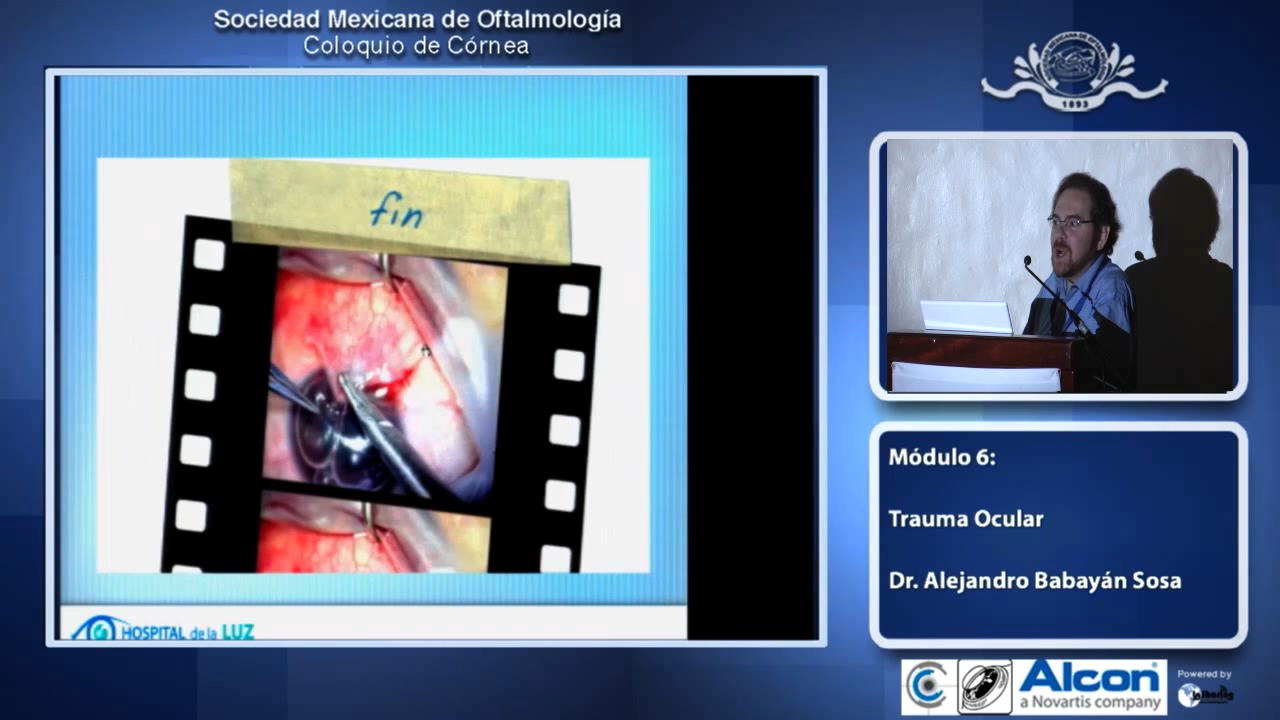 Sociedad Mexicana de Oftalmología
Coloquio de Córnea
1893
fin
HOSPITAL de la LUZ
Módulo 6:
Trauma Ocular
Dr. Alejandro Babayán Sosa
Alcon
a Novartis company
Powered by